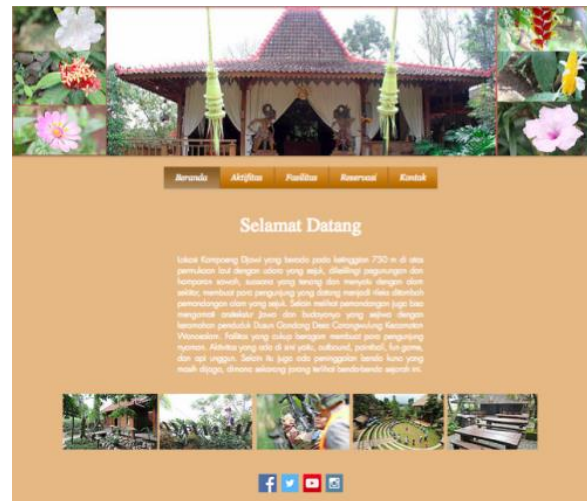 Beranda Aktifitas Fasilitas Reservasi Kontak
Selamat Datang
Lokasi Kampoeng Djawi yang berada pada ketinggian 750 m di atas
permukaan laut dengan udara yang sejuk, dikelilingi pegunungan dan
hamparan sawah, suasana yang tenang dan menyatu dengan alam
sekitar, membuat para pengunjung yang datang menjadi rileks ditambah
pemandangan alam yang sejuk. Selain melihat pemandangan juga bisa
mengamati arsitektur Jawa dan budayanya yang sejiwa dengan
keramahan penduduk Dusun Gondang Desa Carangwulung Kecamatan
Wonosalam. Fasilitas yang cukup beragam membuat para pengunjung
nyaman. Aktivitas yang ada di sini yaitu, outbound, paintball, fun game,
dan api unggun. Selain itu juga ada peninggalan benda kuno yang
masih dijaga, dimana sekarang jarang terlihat benda-benda sejarah ini.